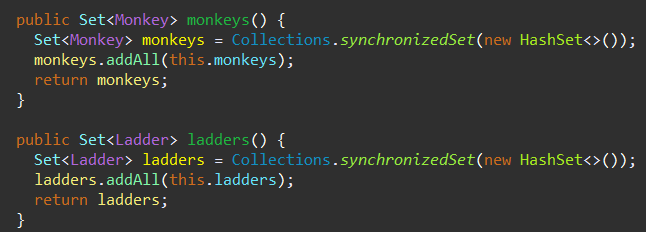 public Set<Monkey> monkeys() {
  Set<Monkey> monkeys = Collections.synchronizedSet(new HashSet<>());
  monkeys.addAll(this.monkeys);
  return monkeys;
}

public Set<Ladder> ladders() {
  Set<Ladder> ladders = Collections.synchronizedSet(new HashSet<>());
  ladders.addAll(this.ladders);
  return ladders;
}